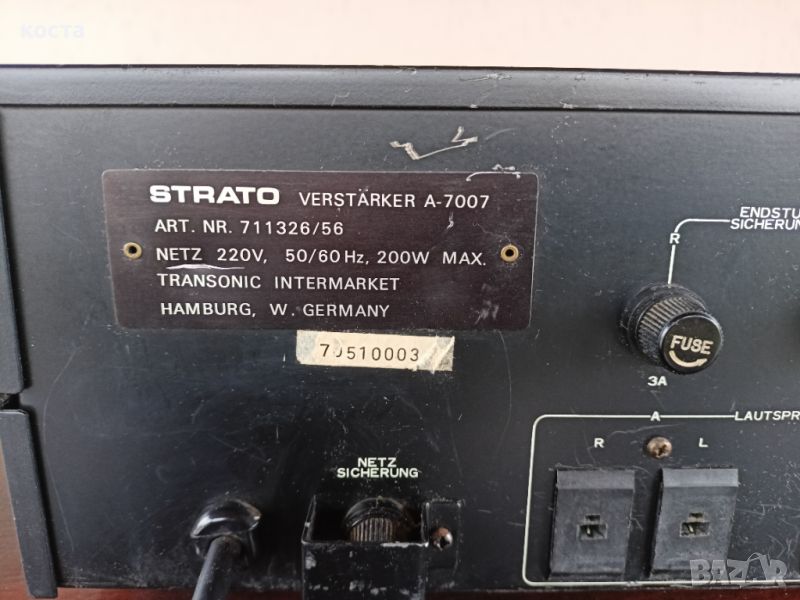 коста
STRATO VERSTÄRKER A-7007
ART. NR. 711326/56
NETZ 220V, 50/60Hz, 200W MAX.
TRANSONIC INTERMARKET
HAMBURG, W. GERMANY
70510003
ENDSTU
SICHERUN
R
FUSE
3A
A LAUTSPR
R L
NETZ
SICHERUNG
BAZAR